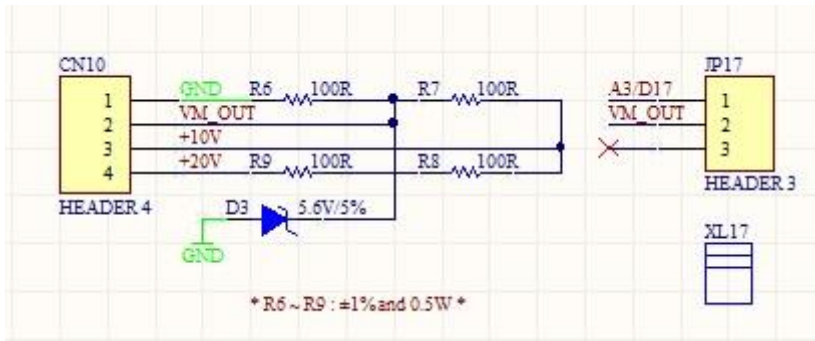 CN10
JP17
GND R6 100R R7 100R A3/D17
1 1
VM_OUT VM_OUT
2 2
+10V
3 3
+20V R9 100R R8 100R
4
HEADER 3
HEADER 4 D3 5.6V/5%
XL17
GND
* R6 ~ R9 : ±1% and 0.5W *